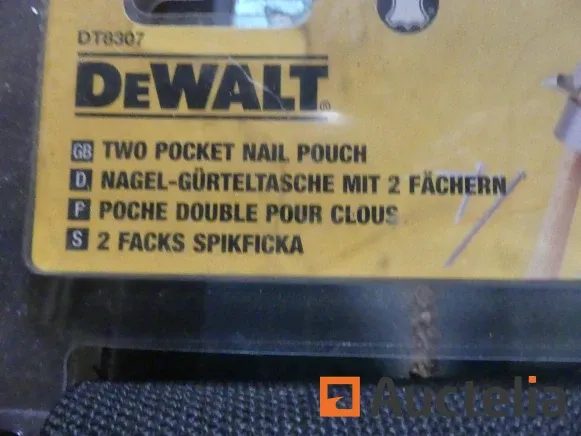 DT8307
DEWALT®
GB TWO POCKET NAIL POUCH
D NAGEL-GÜRTELTASCHE MIT 2 FÄCHERN
F POCHE DOUBLE POUR CLOUS
S 2 FACKS SPIKFICKA
Auctelia